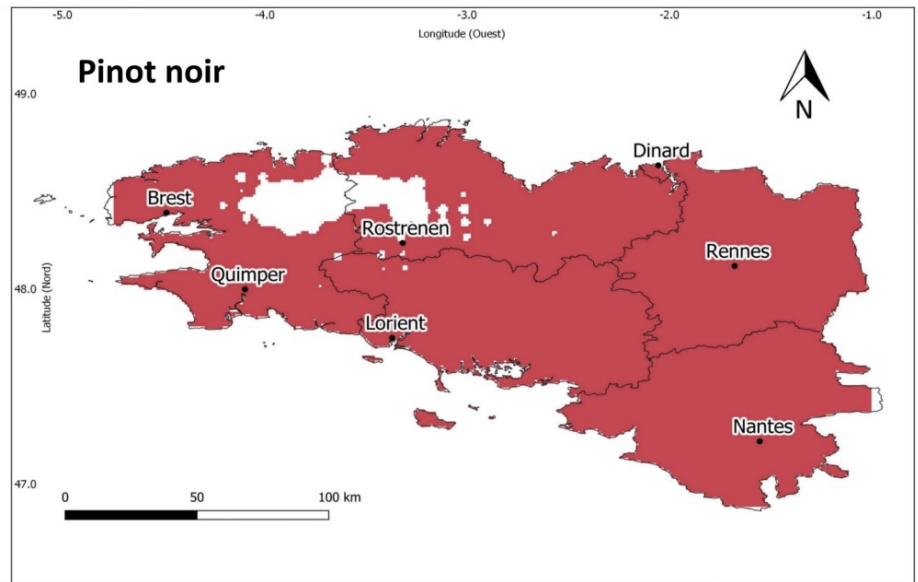 -5.0 -4.0 -3.0 -2.0 -1.0
Longitude (Ouest)
Pinot noir
N
49.0
Dinard
Brest
Rostrenen
Rennes
Quimper
48.0
Latitude (Nord)
Lorient
Nantes
47.0
0 50 100 km